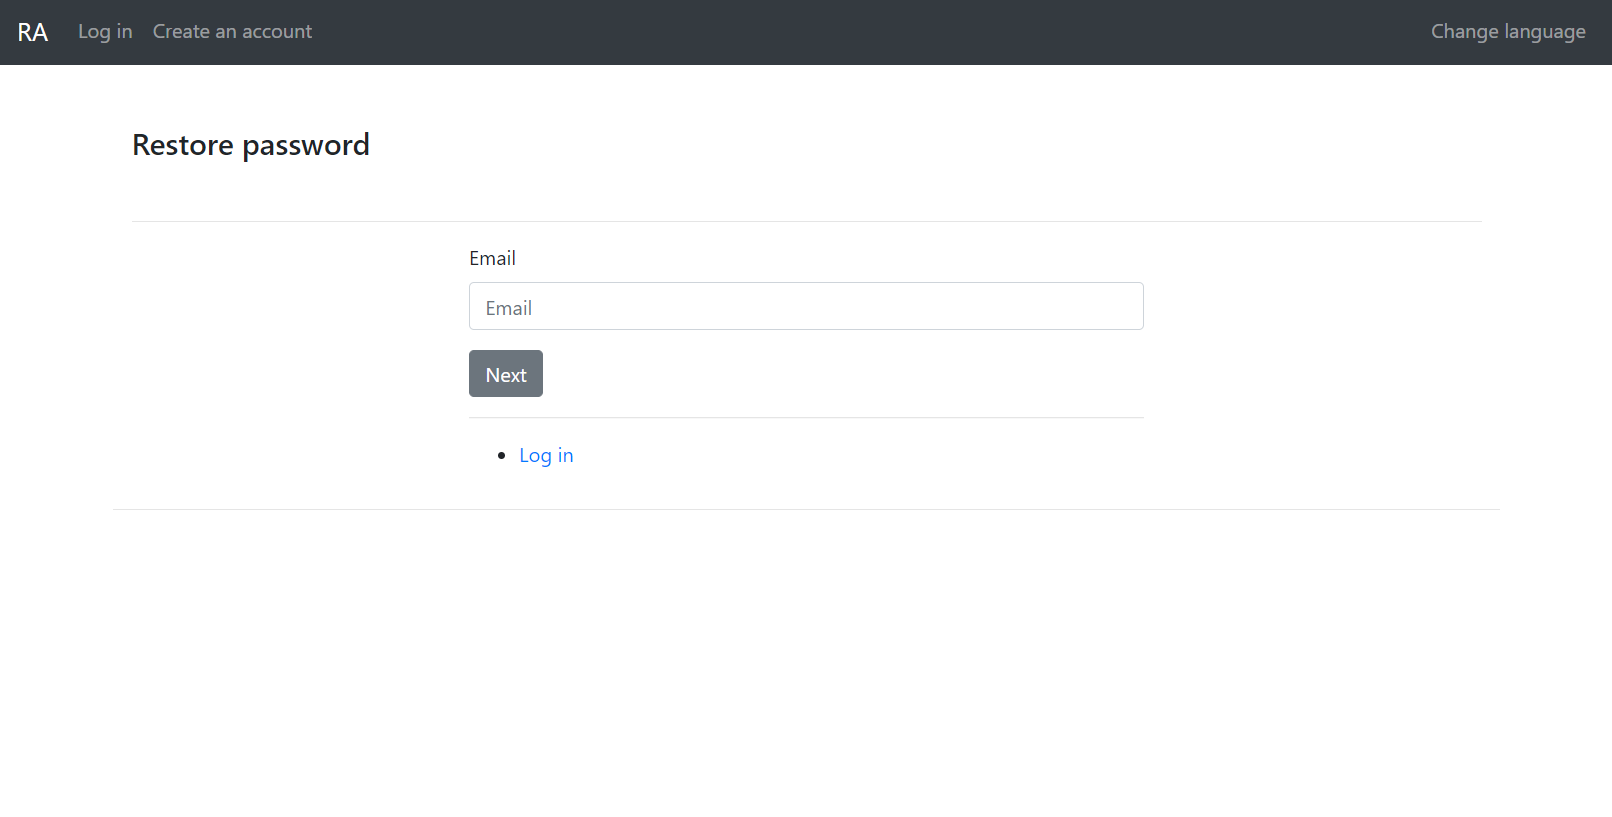 RA Log in Create an account Change language
Restore password
Email
Email
Next
Log in